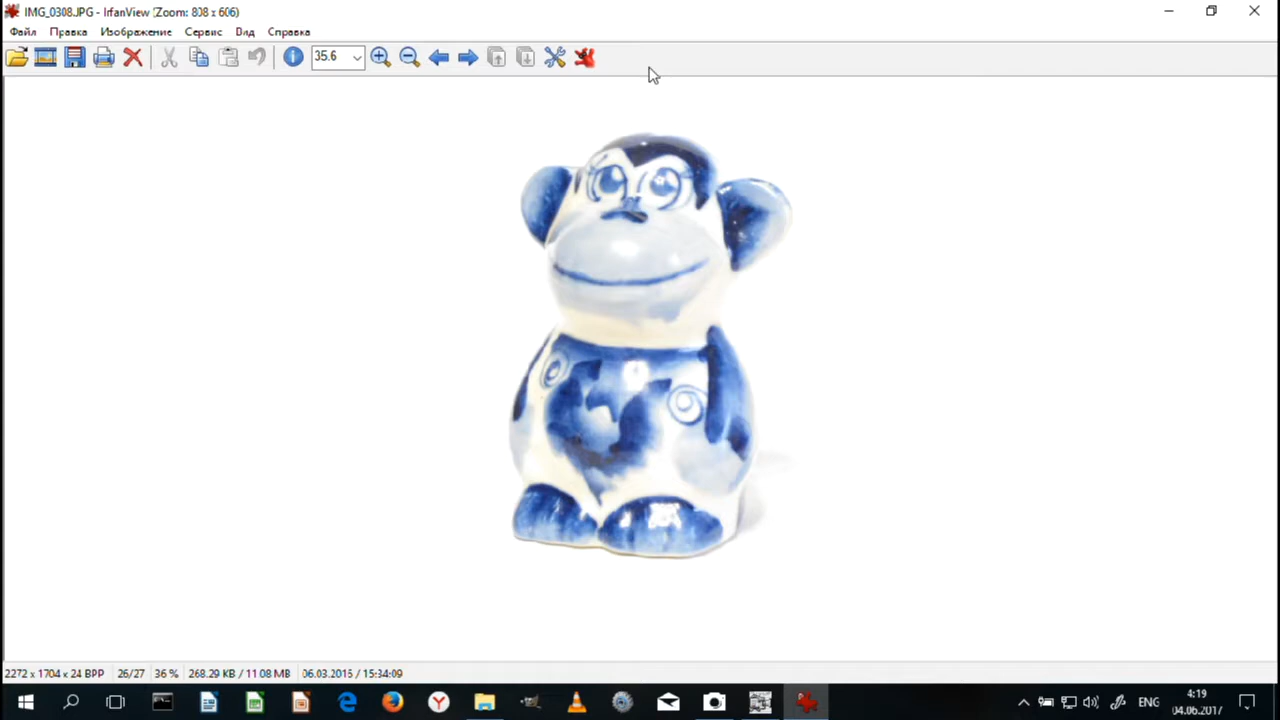 IMG_0308.JPG - IrfanView (Zoom: 808 x 606)
Файл Правка Изображение Сервис Вид Справка
35.6
2272 x 1704 x 24 BPP 26/27 36 % 268.29 KB / 11.08 MB 06.03.2016 / 15:34:09
ENG 4:19
04.06.2017